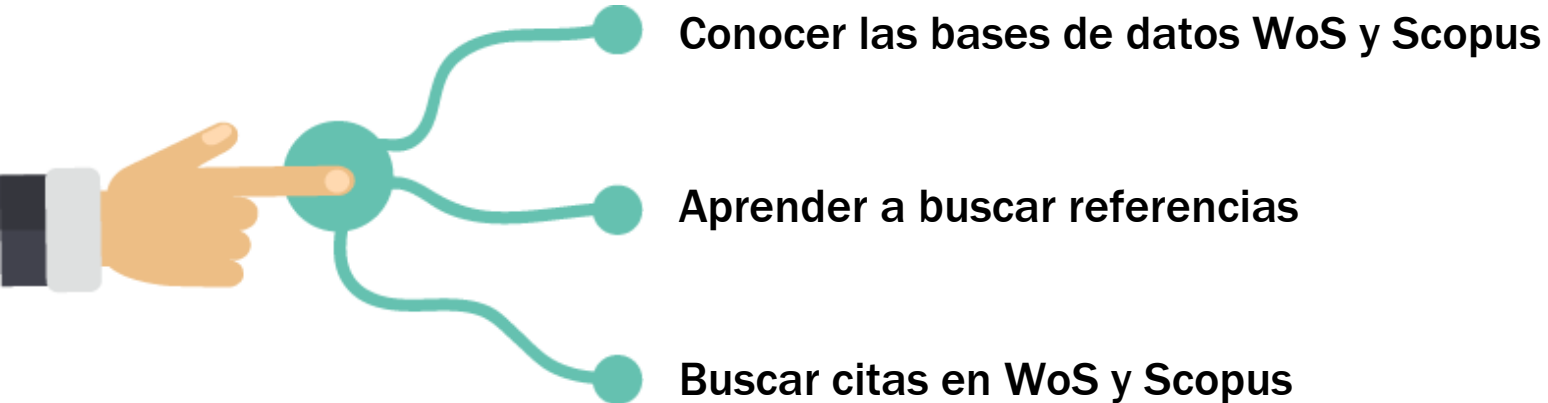 Conocer las bases de datos WoS y Scopus
Aprender a buscar referencias
Buscar citas en WoS y Scopus